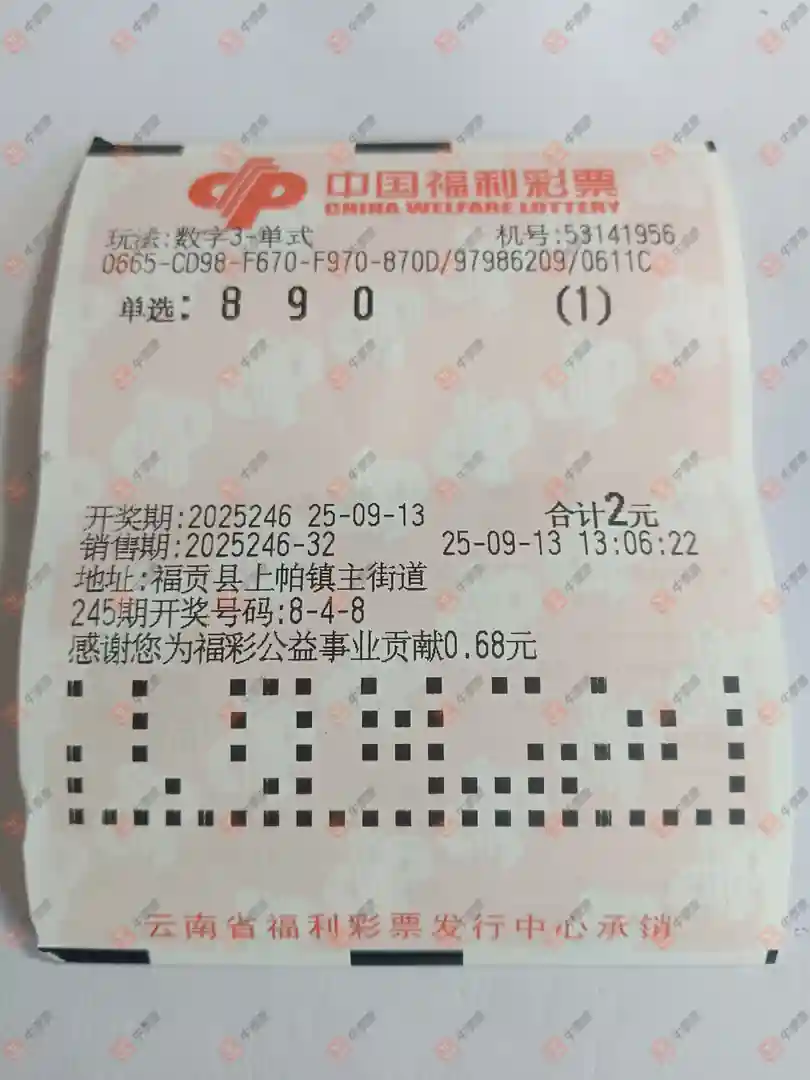 中国福利彩票
CHINA WELFARE LOTTERY
玩法:数字3-单式 机号:53141956
0665-CD98-F670-F970-870D/97986209/0611C
单选: 8 9 0 (1)
开奖期:2025246 25-09-13 合计2元
销售期:2025246-32 25-09-13 13:06:22
地址:福贡县上帕镇主街道
245期开奖号码:8-4-8
感谢您为福彩公益事业贡献0.68元
云南省福利彩票发行中心承销